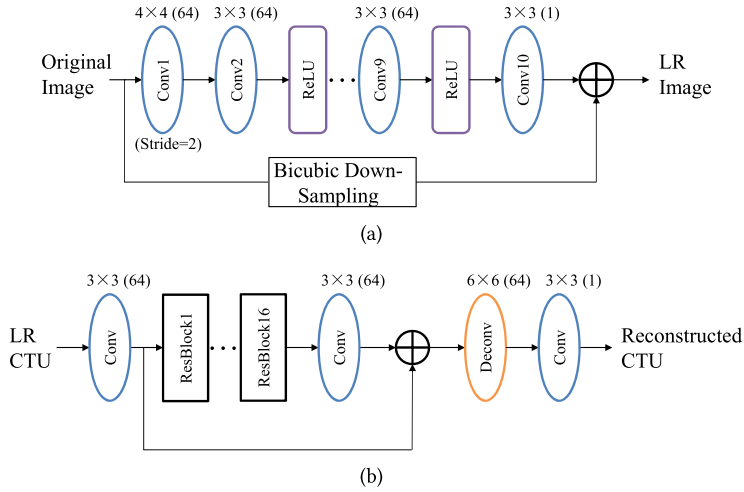 4×4 (64)
3×3 (64)
3×3 (64)
3×3 (1)
Original
Image
Conv1
Conv2
ReLU
Conv9
ReLU
Conv10
LR
Image
(Stride=2)
Bicubic Down-
Sampling
(a)
3×3 (64)
3×3 (64)
6×6 (64)
3×3 (1)
LR
CTU
Conv
ResBlock1
ResBlock16
Conv
Deconv
Conv
Reconstructed
CTU
(b)